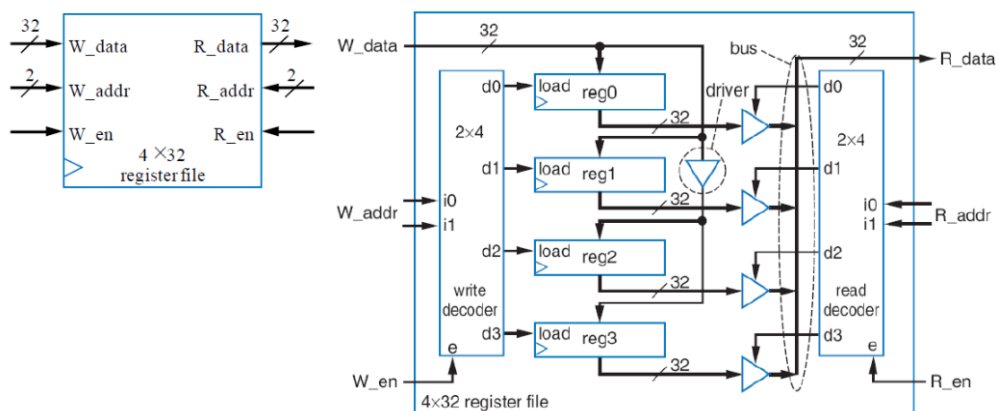 32
W_data
R_data
32
2
W_addr
R_addr
2
W_en
R_en
4 ×32
register file
W_data
32
bus
32
R_data
d0
load
reg0
driver
d0
2×4
32
2×4
d1
load
reg1
d1
W_addr
i0
i1
32
i0
i1
R_addr
d2
load
reg2
d2
write
decoder
32
read
decoder
d3
load
reg3
d3
e
32
e
W_en
R_en
4×32 register file